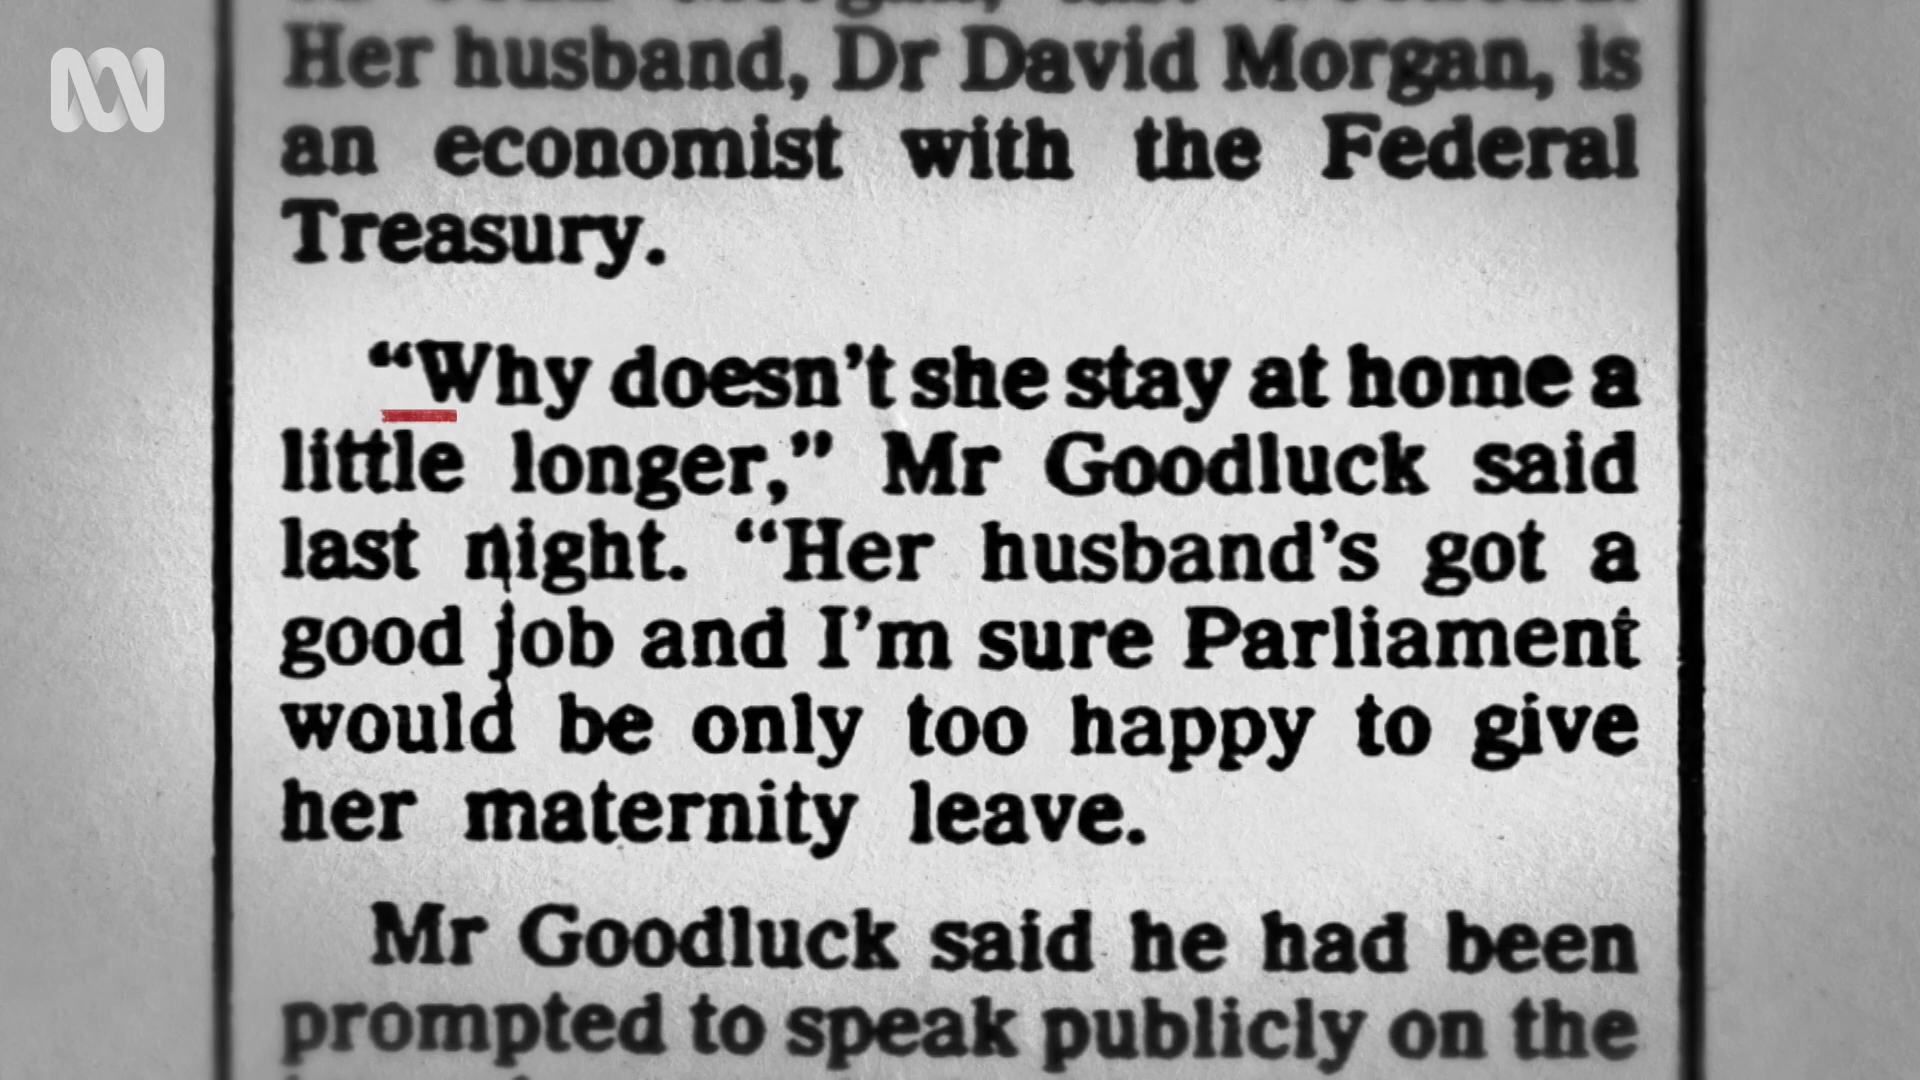 Her husband, Dr David Morgan, is
an economist with the Federal
Treasury.
“Why doesn’t she stay at home a
little longer,” Mr Goodluck said
last night. “Her husband’s got a
good job and I’m sure Parliament
would be only too happy to give
her maternity leave.
Mr Goodluck said he had been
prompted to speak publicly on the